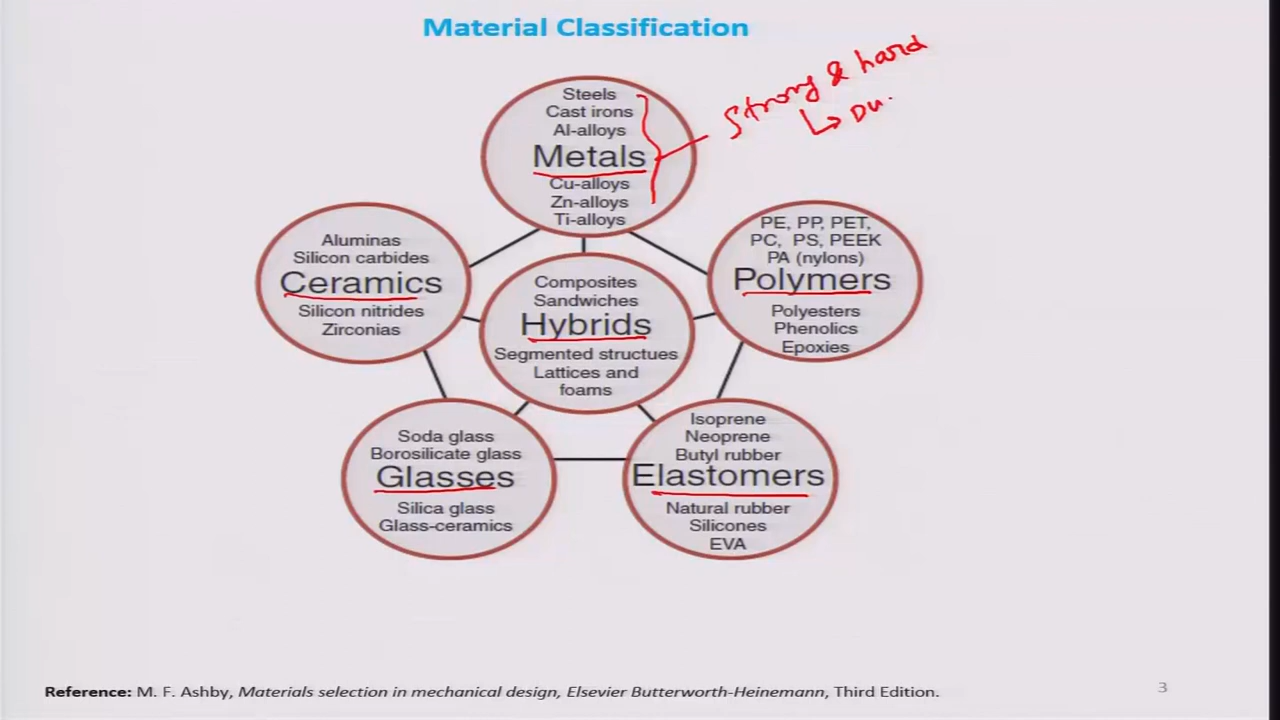 Material Classification
Strong & hard
↳ Du.
Steels
Cast irons
Al-alloys
Metals
Cu-alloys
Zn-alloys
Ti-alloys
Aluminas
Silicon carbides
Ceramics
Silicon nitrides
Zirconias
Composites
Sandwiches
Hybrids
Segmented structues
Lattices and
foams
PE, PP, PET,
PC, PS, PEEK
PA (nylons)
Polymers
Polyesters
Phenolics
Epoxies
Soda glass
Borosilicate glass
Glasses
Silica glass
Glass-ceramics
Isoprene
Neoprene
Butyl rubber
Elastomers
Natural rubber
Silicones
EVA
Reference: M. F. Ashby, Materials selection in mechanical design, Elsevier Butterworth-Heinemann, Third Edition.
3